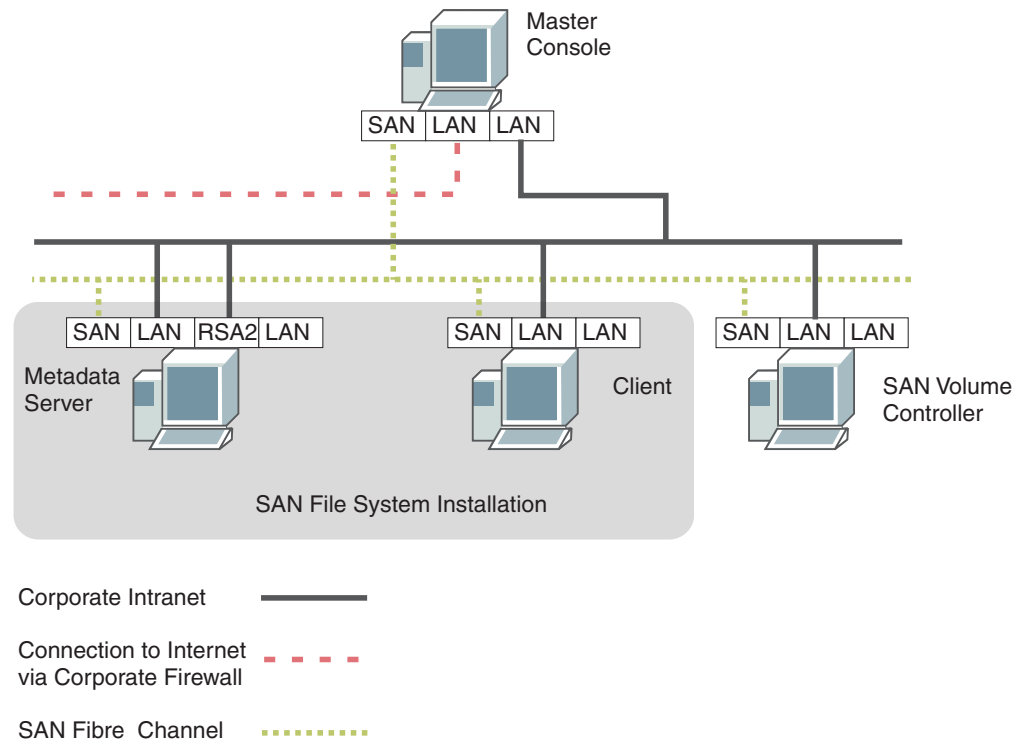 Master
Console
SAN LAN LAN
SAN LAN RSA2 LAN
SAN LAN LAN
SAN LAN LAN
Metadata
Server
Client
SAN Volume
Controller
SAN File System Installation
Corporate Intranet
Connection to Internet
via Corporate Firewall
SAN Fibre Channel